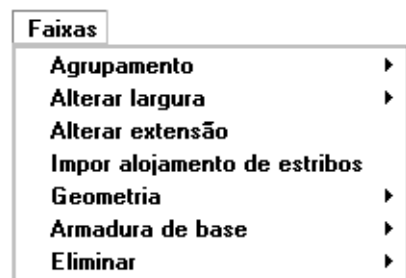 Faixas
Agrupamento
Alterar largura
Alterar extensão
Impor alojamento de estribos
Geometria
Armadura de base
Eliminar